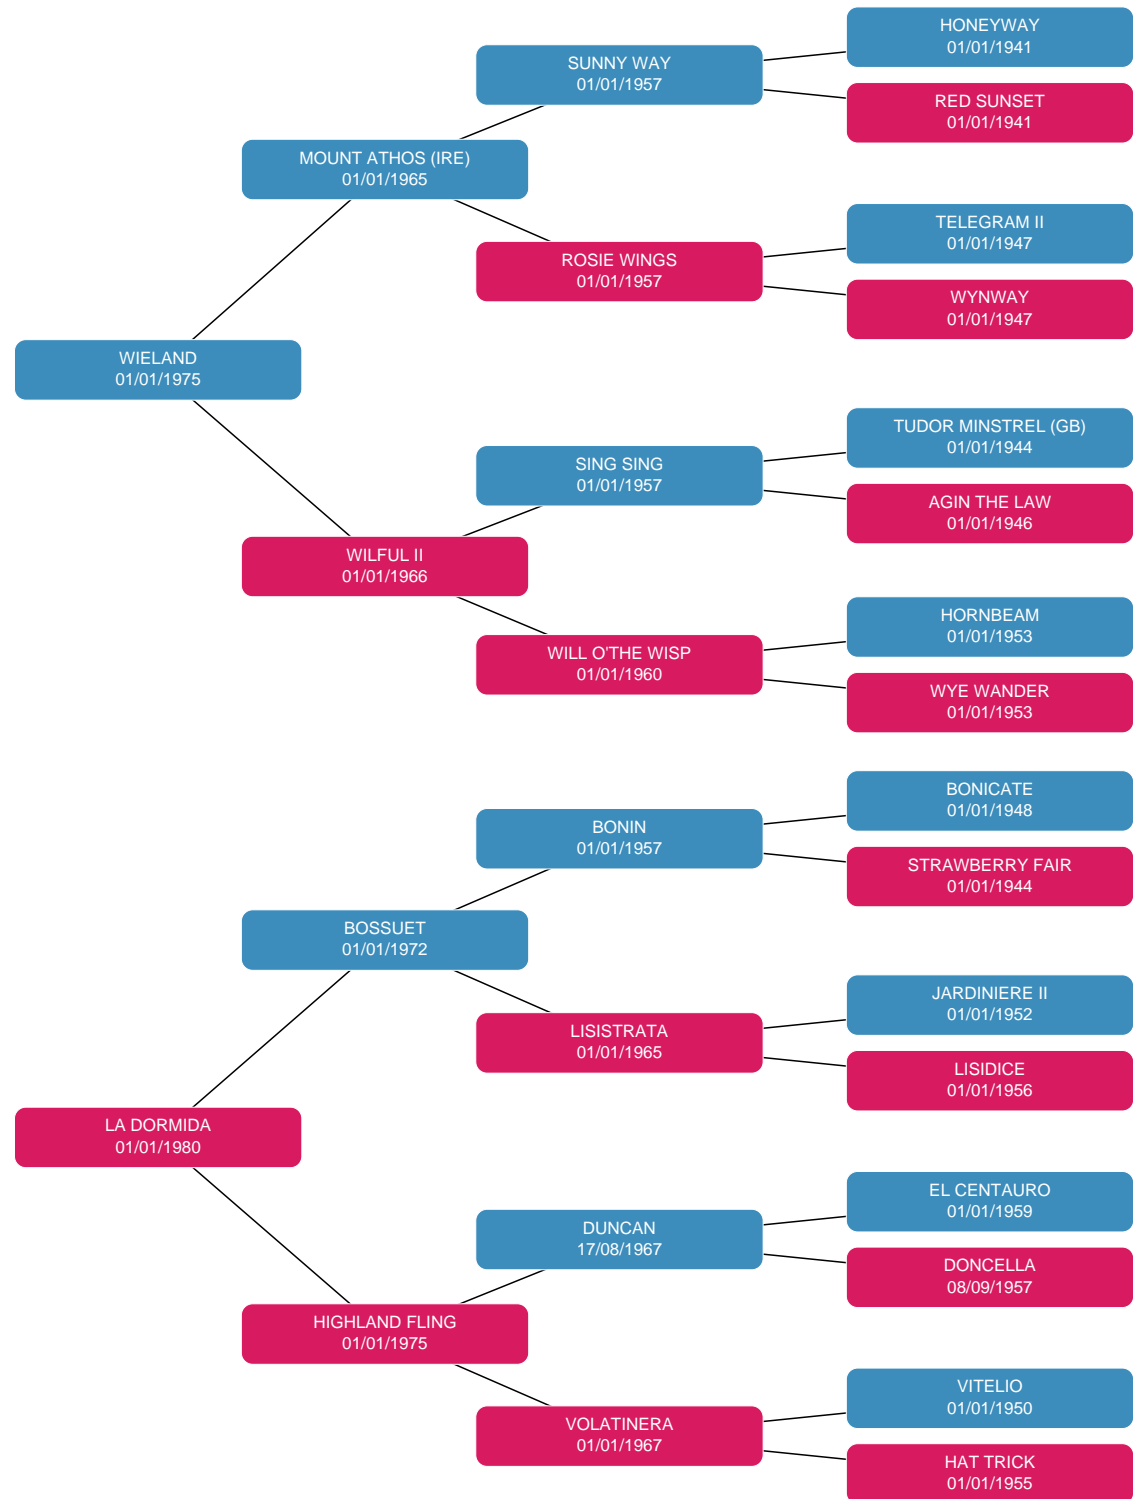 HONEYWAY
01/01/1941
SUNNY WAY
01/01/1957
RED SUNSET
01/01/1941
MOUNT ATHOS (IRE)
01/01/1965
TELEGRAM II
01/01/1947
ROSIE WINGS
01/01/1957
WYNWAY
01/01/1947
WIELAND
01/01/1975
TUDOR MINSTREL (GB)
01/01/1944
SING SING
01/01/1957
AGIN THE LAW
01/01/1946
WILFUL II
01/01/1966
HORNBEAM
01/01/1953
WILL O'THE WISP
01/01/1960
WYE WANDER
01/01/1953
BONICATE
01/01/1948
BONIN
01/01/1957
STRAWBERRY FAIR
01/01/1944
BOSSUET
01/01/1972
JARDINIERE II
01/01/1952
LISISTRATA
01/01/1965
LISIDICE
01/01/1956
LA DORMIDA
01/01/1980
EL CENTAURO
01/01/1959
DUNCAN
17/08/1967
DONCELLA
08/09/1957
HIGHLAND FLING
01/01/1975
VITELIO
01/01/1950
VOLATINERA
01/01/1967
HAT TRICK
01/01/1955